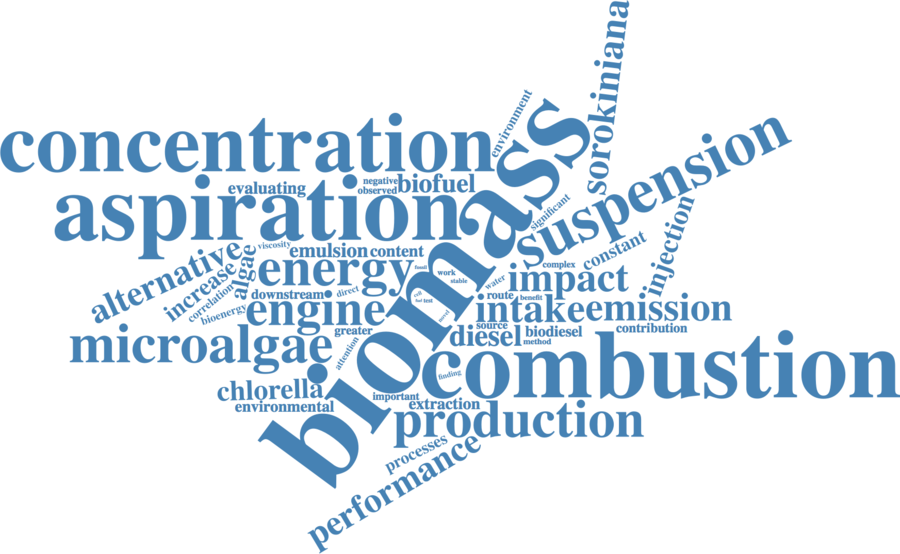 sorokiniana
environment
concentration
biomass
suspension
negative
biofuel
evaluating
observed
aspiration
significant
injection
constant
viscosity
emulsion
content
alternative
algae
increase
energy
fossil
work
stable
water
complex
impact
correlation
bioenergy
downstream
direct
cell
fuel
test
route
benefit
engine
intake
emission
novel
greater
source
diesel
biodiesel
contribution
method
microalgae
attention
combustion
finding
chlorella
important
environmental
extraction
production
processes
performance